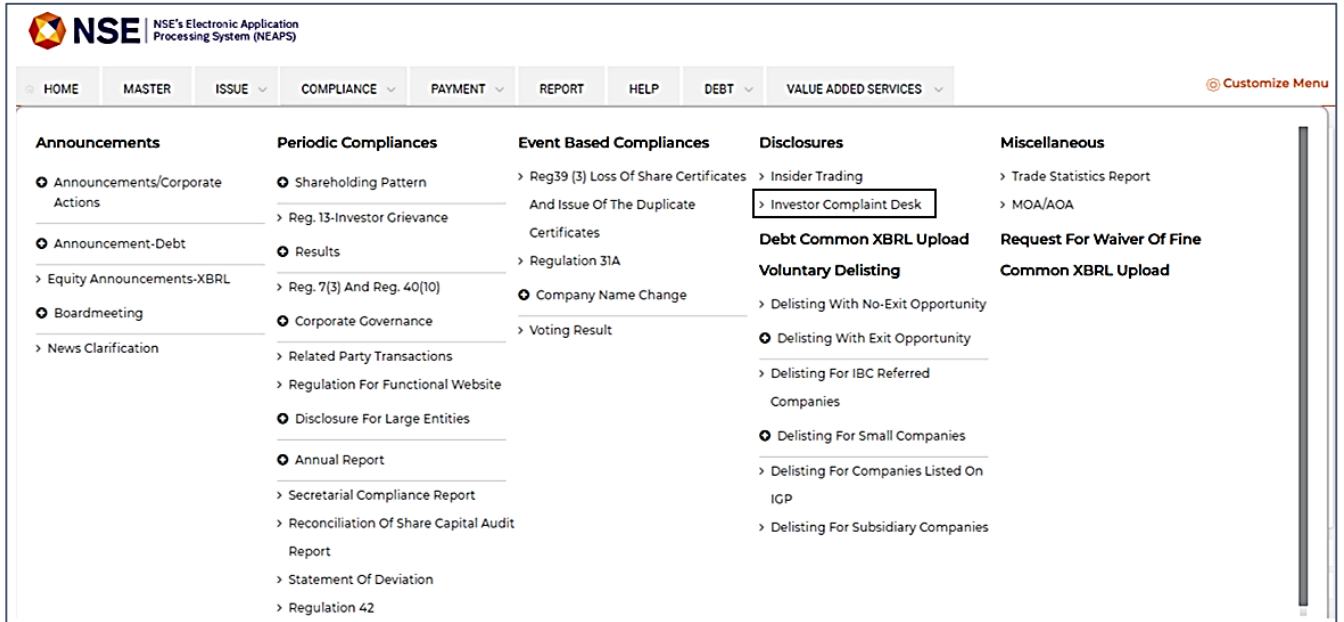 NSE
NSE's Electronic Application
Processing System (NEAPS)
HOME MASTER ISSUE COMPLIANCE PAYMENT REPORT HELP DEBT VALUE ADDED SERVICES Customize Menu
Announcements
Announcements/Corporate
Actions
Announcement-Debt
Equity Announcements-XBRL
Boardmeeting
News Clarification
Periodic Compliances
Shareholding Pattern
Reg. 13-Investor Grievance
Results
Reg. 7(3) And Reg. 40(10)
Corporate Governance
Related Party Transactions
Regulation For Functional Website
Disclosure For Large Entities
Annual Report
Secretarial Compliance Report
Reconciliation Of Share Capital Audit
Report
Statement Of Deviation
Regulation 42
Event Based Compliances
Reg39 (3) Loss Of Share Certificates
And Issue Of The Duplicate
Certificates
Regulation 31A
Company Name Change
Voting Result
Disclosures
Insider Trading
Investor Complaint Desk
Debt Common XBRL Upload
Voluntary Delisting
Delisting With No-Exit Opportunity
Delisting With Exit Opportunity
Delisting For IBC Referred
Companies
Delisting For Small Companies
Delisting For Companies Listed On
IGP
Delisting For Subsidiary Companies
Miscellaneous
Trade Statistics Report
MOA/AOA
Request For Waiver Of Fine
Common XBRL Upload